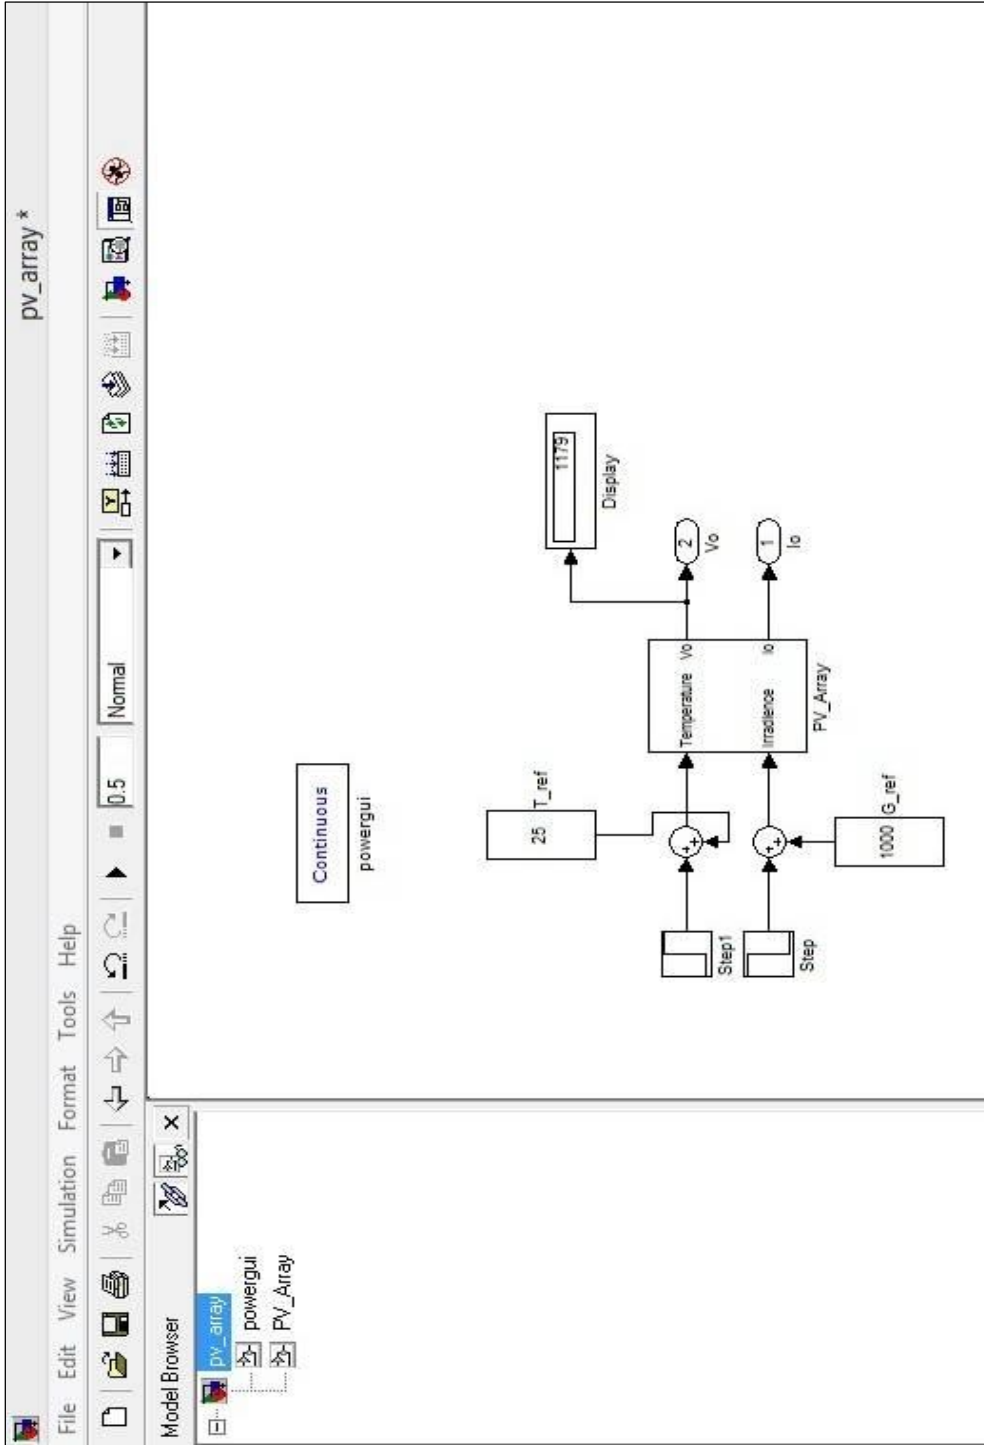 pv_array *
File Edit View Simulation Format Tools Help
0.5 Normal
Model Browser
pv_array
powergui
PV_Array
Continuous
powergui
25
T_ref
1179
Display
Step1
Temperature Vo
2
Vo
Step
Irradience Io
1
Io
PV_Array
1000
G_ref